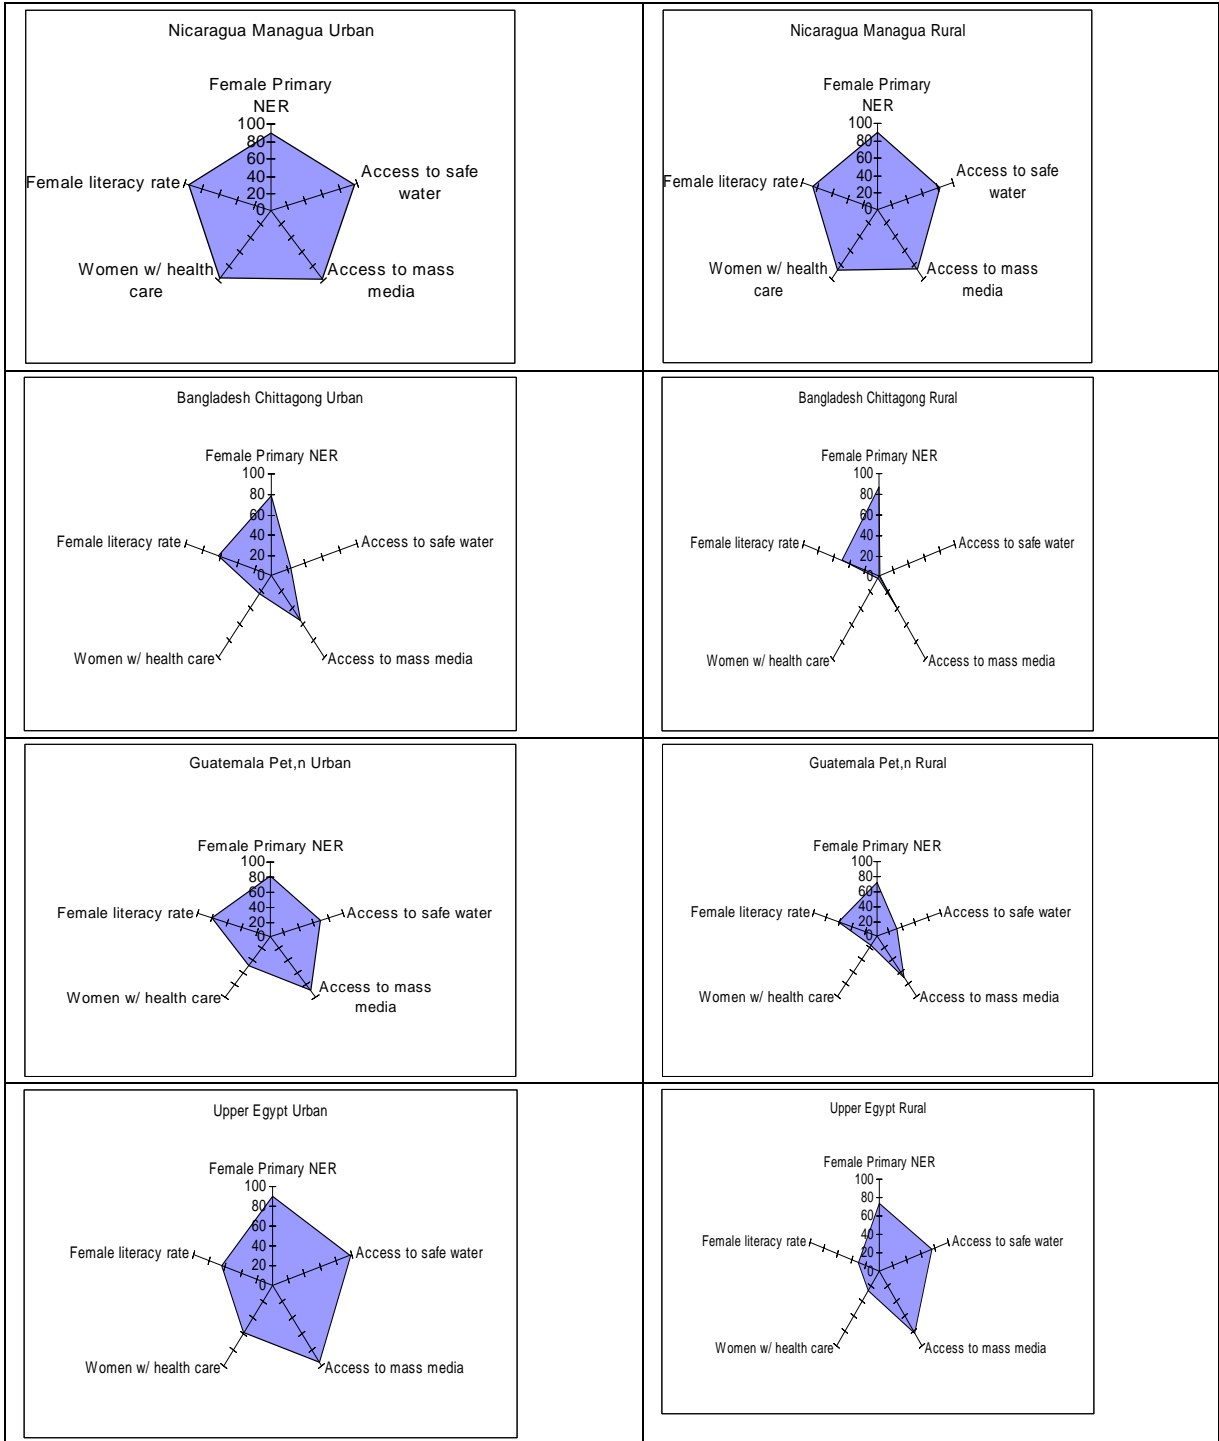 Nicaragua Managua Urban
Female Primary
NER
100
80
60
40
20
0
Access to safe
water
Female literacy rate
Women w/ health
care
Access to mass
media
Nicaragua Managua Rural
Female Primary
NER
100
80
60
40
20
0
Access to safe
water
Female literacy rate
Women w/ health
care
Access to mass
media
Bangladesh Chittagong Urban
Female Primary NER
100
80
60
40
20
0
Female literacy rate
Access to safe water
Women w/ health care
Access to mass media
Bangladesh Chittagong Rural
Female Primary NER
100
80
60
40
20
0
Female literacy rate
Access to safe water
Women w/ health care
Access to mass media
Guatemala Pet,n Urban
Female Primary NER
100
80
60
40
20
0
Female literacy rate
Access to safe water
Women w/ health care
Access to mass
media
Guatemala Pet,n Rural
Female Primary NER
100
80
60
40
20
0
Female literacy rate
Access to safe water
Women w/ health care
Access to mass media
Upper Egypt Urban
Female Primary NER
100
80
60
40
20
0
Female literacy rate
Access to safe water
Women w/ health care
Access to mass media
Upper Egypt Rural
Female Primary NER
100
80
60
40
20
0
Female literacy rate
Access to safe water
Women w/ health care
Access to mass media